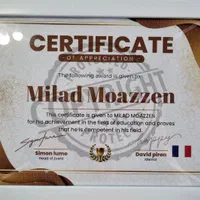 CERTIFICATE
OF APPRECIATION
The following award is given to
Milad Moazzen
This certificate is given to MILAD MOAZZEN
for his achievement in the field of education and proves
that he is competent in his field.
Simon lume
Heads of Event
David piren
Mentor